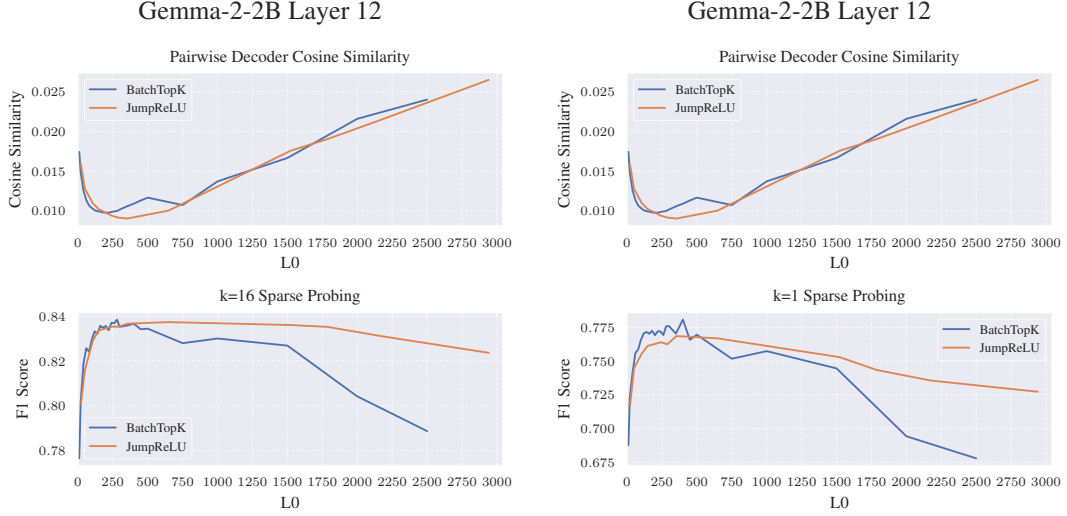 Gemma-2-2B Layer 12
Pairwise Decoder Cosine Similarity
Cosine Similarity
0.025
0.020
0.015
0.010
BatchTopK
JumpReLU
0 250 500 750 1000 1250 1500 1750 2000 2250 2500 2750 3000
L0
k=16 Sparse Probing
F1 Score
0.84
0.82
0.80
0.78
BatchTopK
JumpReLU
0 250 500 750 1000 1250 1500 1750 2000 2250 2500 2750 3000
L0
Gemma-2-2B Layer 12
Pairwise Decoder Cosine Similarity
Cosine Similarity
0.025
0.020
0.015
0.010
BatchTopK
JumpReLU
0 250 500 750 1000 1250 1500 1750 2000 2250 2500 2750 3000
L0
k=1 Sparse Probing
F1 Score
0.775
0.750
0.725
0.700
0.675
BatchTopK
JumpReLU
0 250 500 750 1000 1250 1500 1750 2000 2250 2500 2750 3000
L0